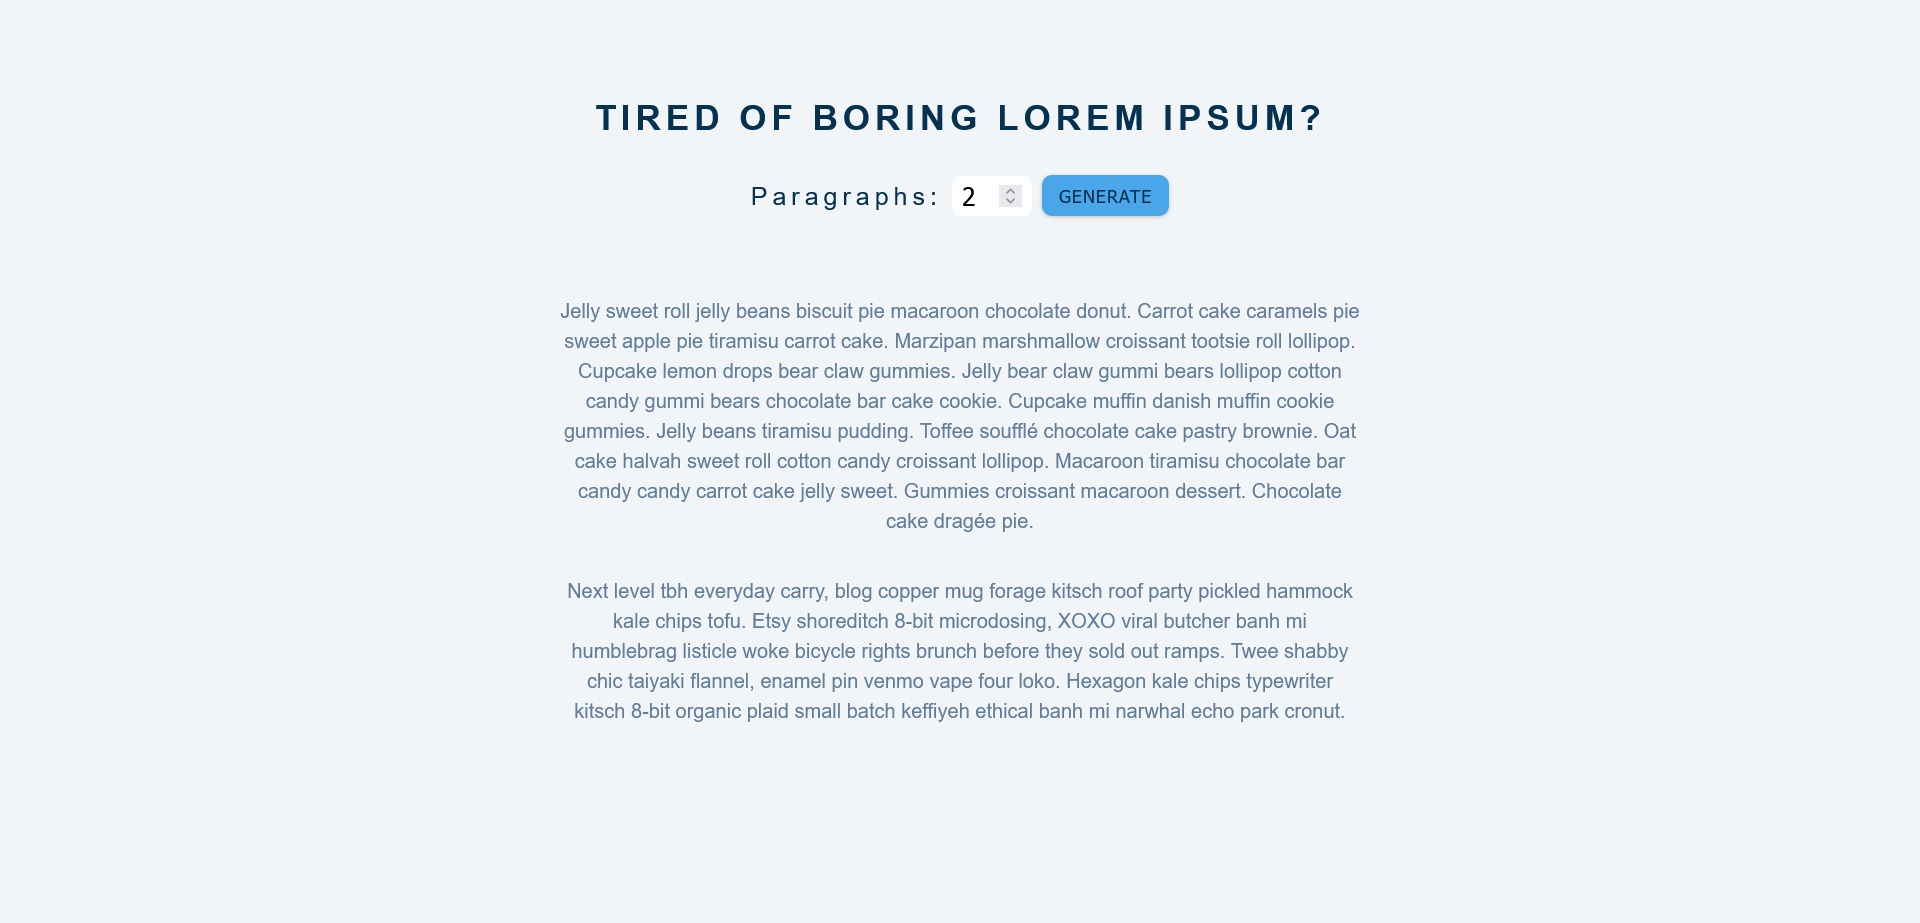 TIRED OF BORING LOREM IPSUM?
Paragraphs: 2 GENERATE
Jelly sweet roll jelly beans biscuit pie macaroon chocolate donut. Carrot cake caramels pie
sweet apple pie tiramisu carrot cake. Marzipan marshmallow croissant tootsie roll lollipop.
Cupcake lemon drops bear claw gummies. Jelly bear claw gummi bears lollipop cotton
candy gummi bears chocolate bar cake cookie. Cupcake muffin danish muffin cookie
gummies. Jelly beans tiramisu pudding. Toffee soufflé chocolate cake pastry brownie. Oat
cake halvah sweet roll cotton candy croissant lollipop. Macaroon tiramisu chocolate bar
candy candy carrot cake jelly sweet. Gummies croissant macaroon dessert. Chocolate
cake dragée pie.
Next level tbh everyday carry, blog copper mug forage kitsch roof party pickled hammock
kale chips tofu. Etsy shoreditch 8-bit microdosing, XOXO viral butcher banh mi
humblebrag listicle woke bicycle rights brunch before they sold out ramps. Twee shabby
chic taiyaki flannel, enamel pin venmo vape four loko. Hexagon kale chips typewriter
kitsch 8-bit organic plaid small batch keffiyeh ethical banh mi narwhal echo park cronut.